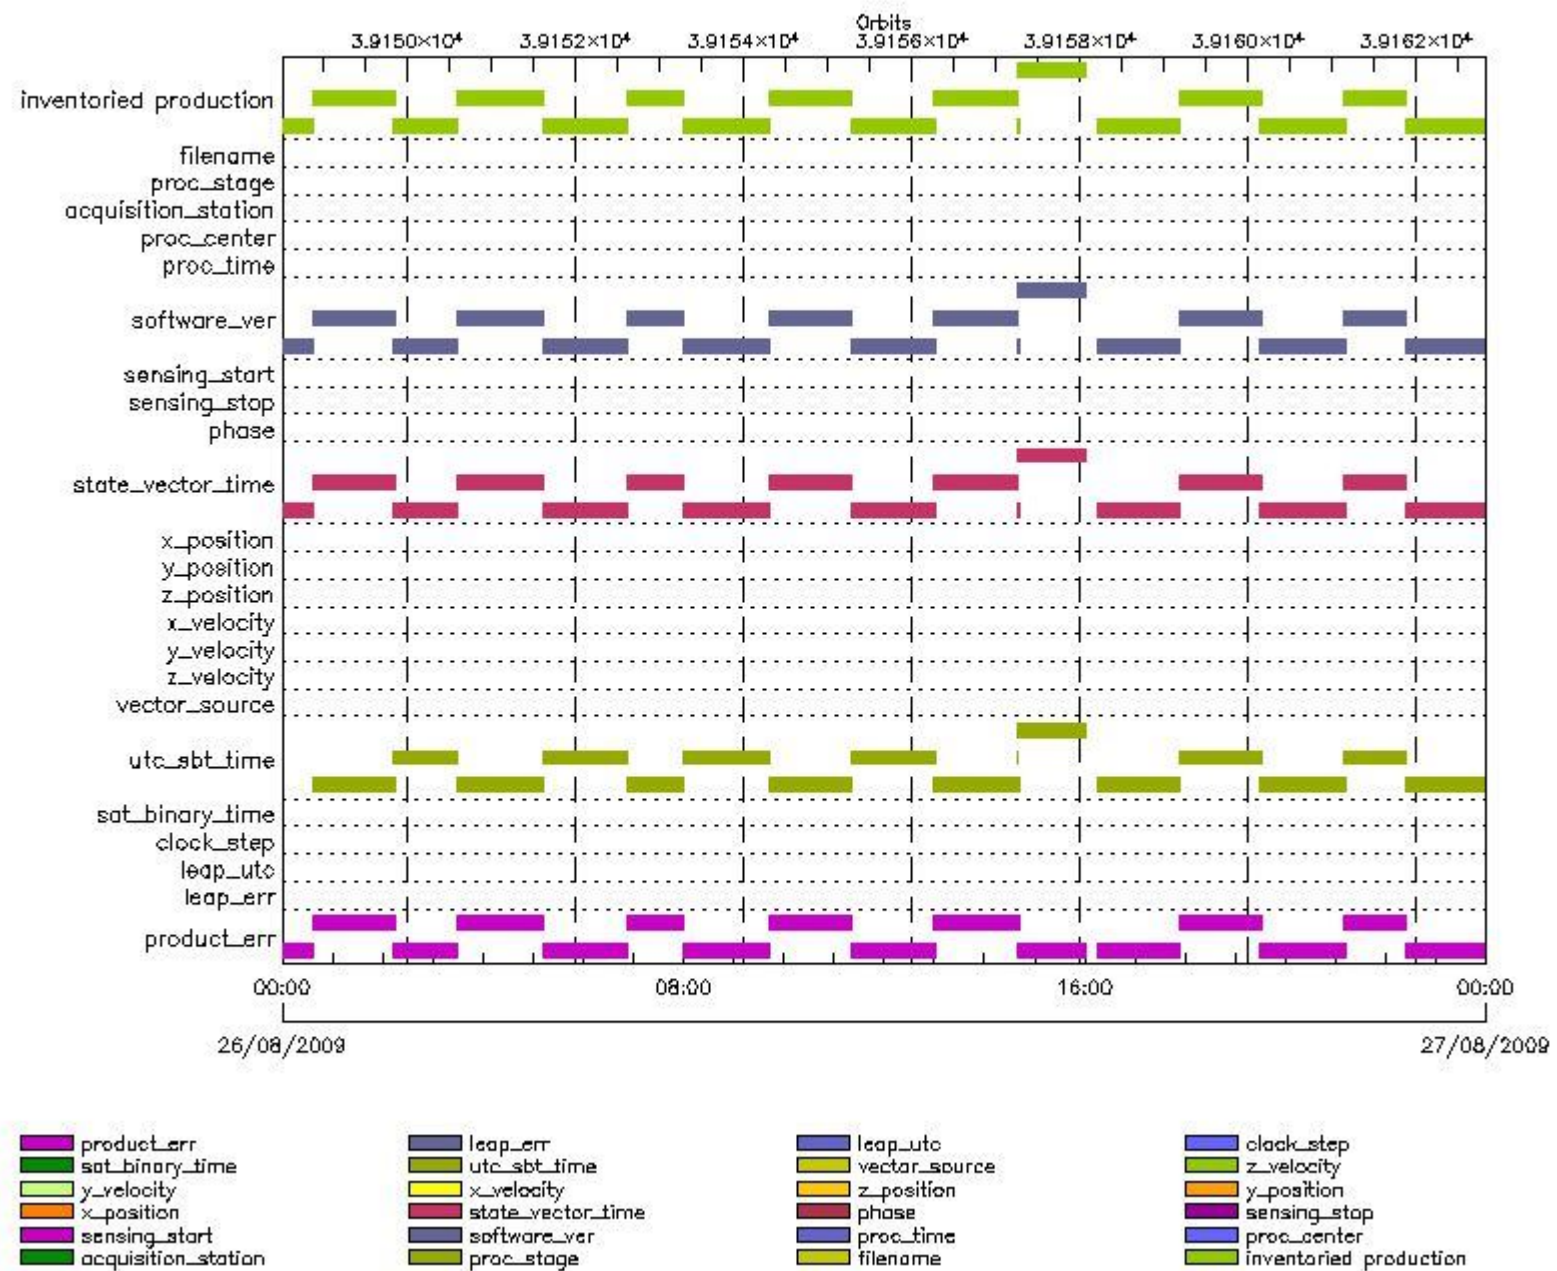 Orbits
3.9150×10⁴ 3.9152×10⁴ 3.9154×10⁴ 3.9156×10⁴ 3.9158×10⁴ 3.9160×10⁴ 3.9162×10⁴
inventoried production
filename
proc_stage
acquisition_station
proc_center
proc_time
software_ver
sensing_start
sensing_stop
phase
state_vector_time
x_position
y_position
z_position
x_velocity
y_velocity
z_velocity
vector_source
utc_sbt_time
sat_binary_time
clock_step
leap_utc
leap_err
product_err
00:00 08:00 16:00 00:00
26/08/2009 27/08/2009
product_err leap_err leap_utc clock_step
sat_binary_time utc_sbt_time vector_source z_velocity
y_velocity x_velocity z_position y_position
x_position state_vector_time phase sensing_stop
sensing_start software_ver proc_time proc_center
acquisition_station proc_stage filename inventoried production